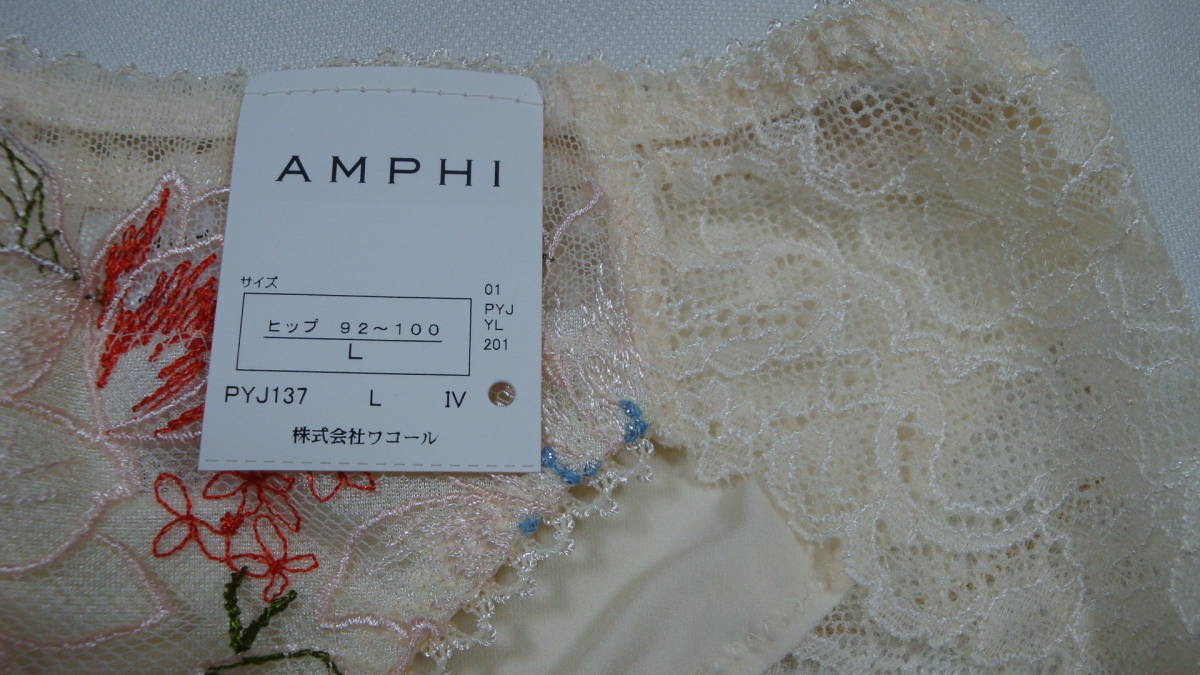 AMPHI
サイズ
ヒップ 92～100
L
01
PYJ
YL
201
PYJ137 L IV
株式会社ワコール